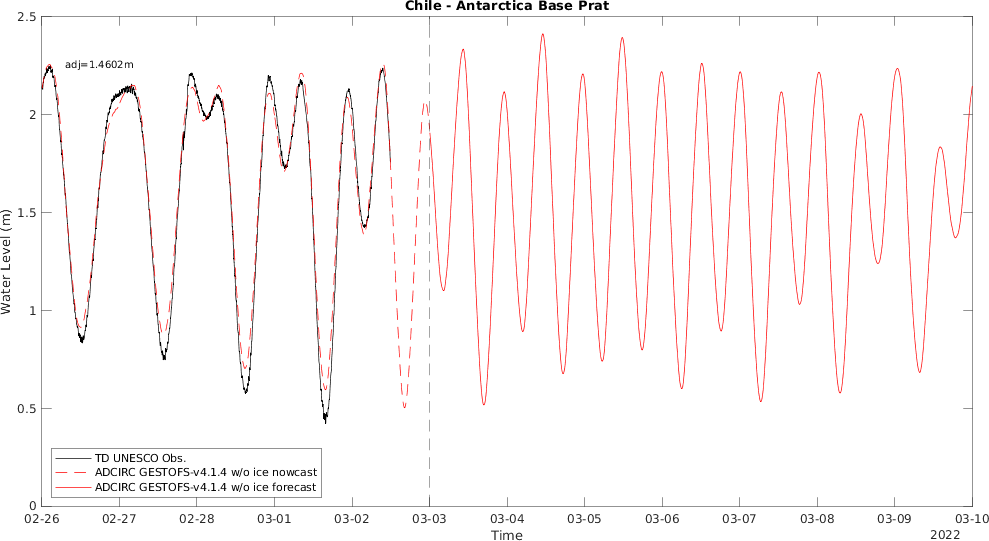 Chile - Antarctica Base Prat
2.5
adj=1.4602m
2
1.5
Water Level (m)
1
0.5
TD UNESCO Obs.
ADCIRC GESTOFS-v4.1.4 w/o ice nowcast
ADCIRC GESTOFS-v4.1.4 w/o ice forecast
0
02-26 02-27 02-28 03-01 03-02 03-03 03-04 03-05 03-06 03-07 03-08 03-09 03-10
Time
2022